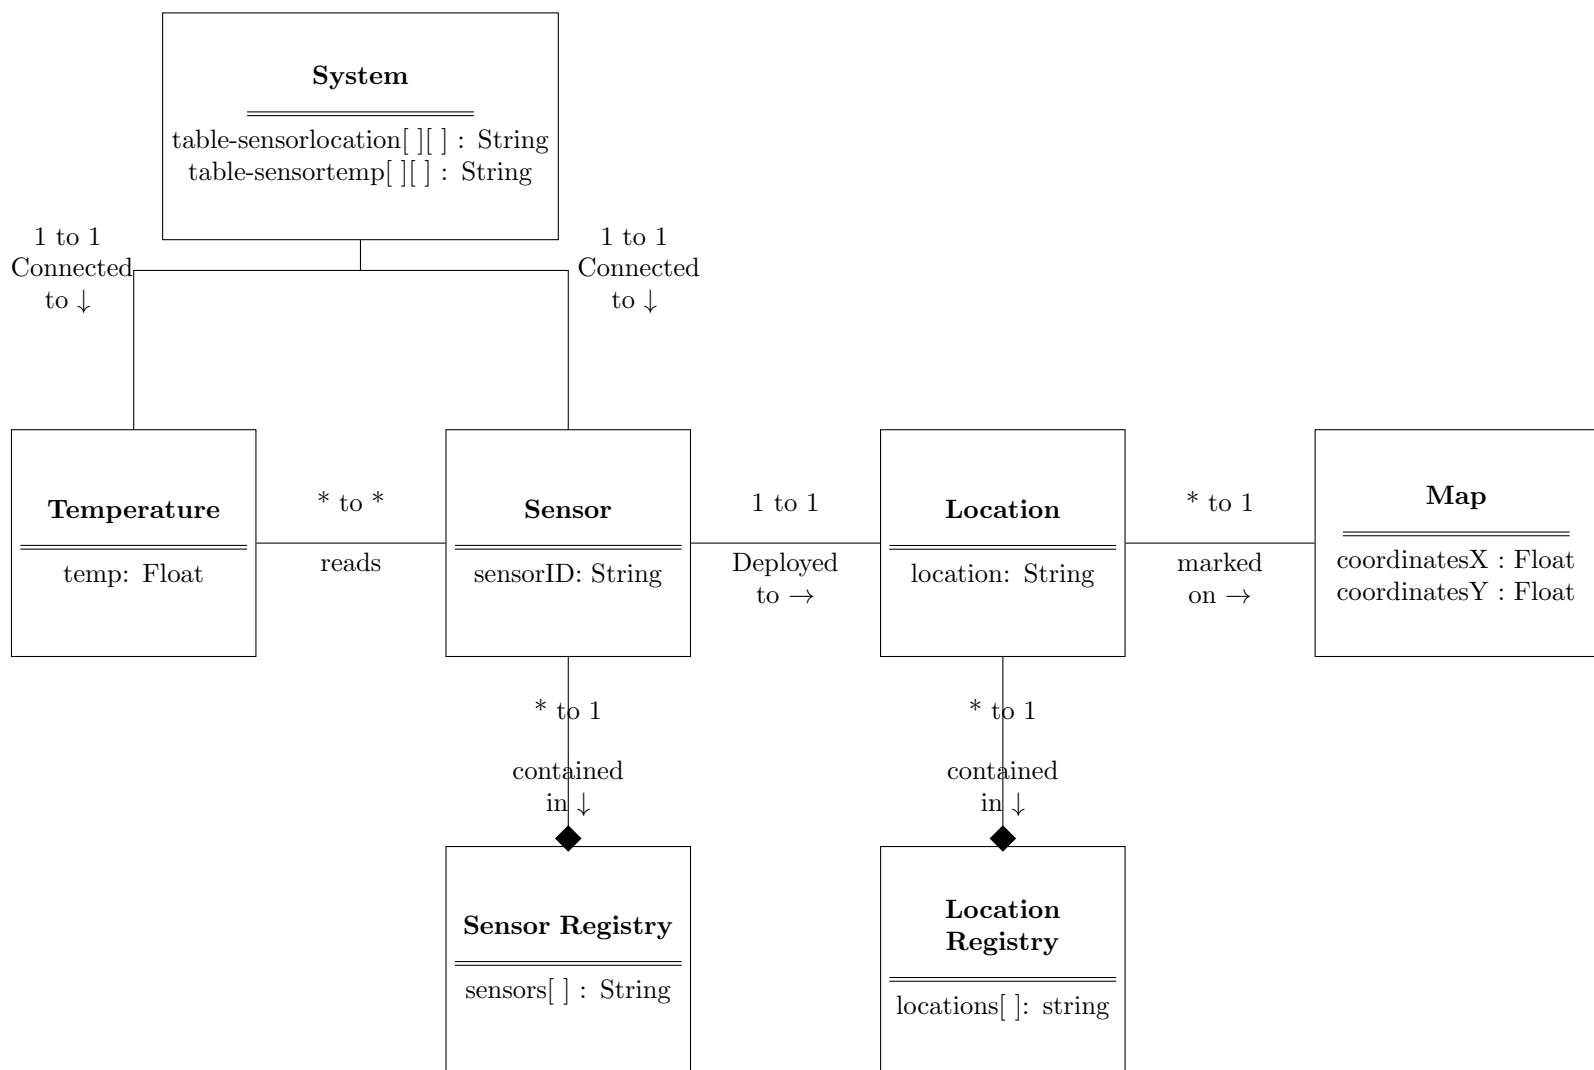 System
table-sensorlocation[ ][ ] : String
table-sensortemp[ ][ ] : String
1 to 1
Connected
to ↓
1 to 1
Connected
to ↓
Temperature
temp: Float
* to *
reads
Sensor
sensorID: String
1 to 1
Deployed
to →
Location
location: String
* to 1
marked
on →
Map
coordinatesX : Float
coordinatesY : Float
* to 1
contained
in ↓
* to 1
contained
in ↓
Sensor Registry
sensors[ ] : String
Location
Registry
locations[ ]: string